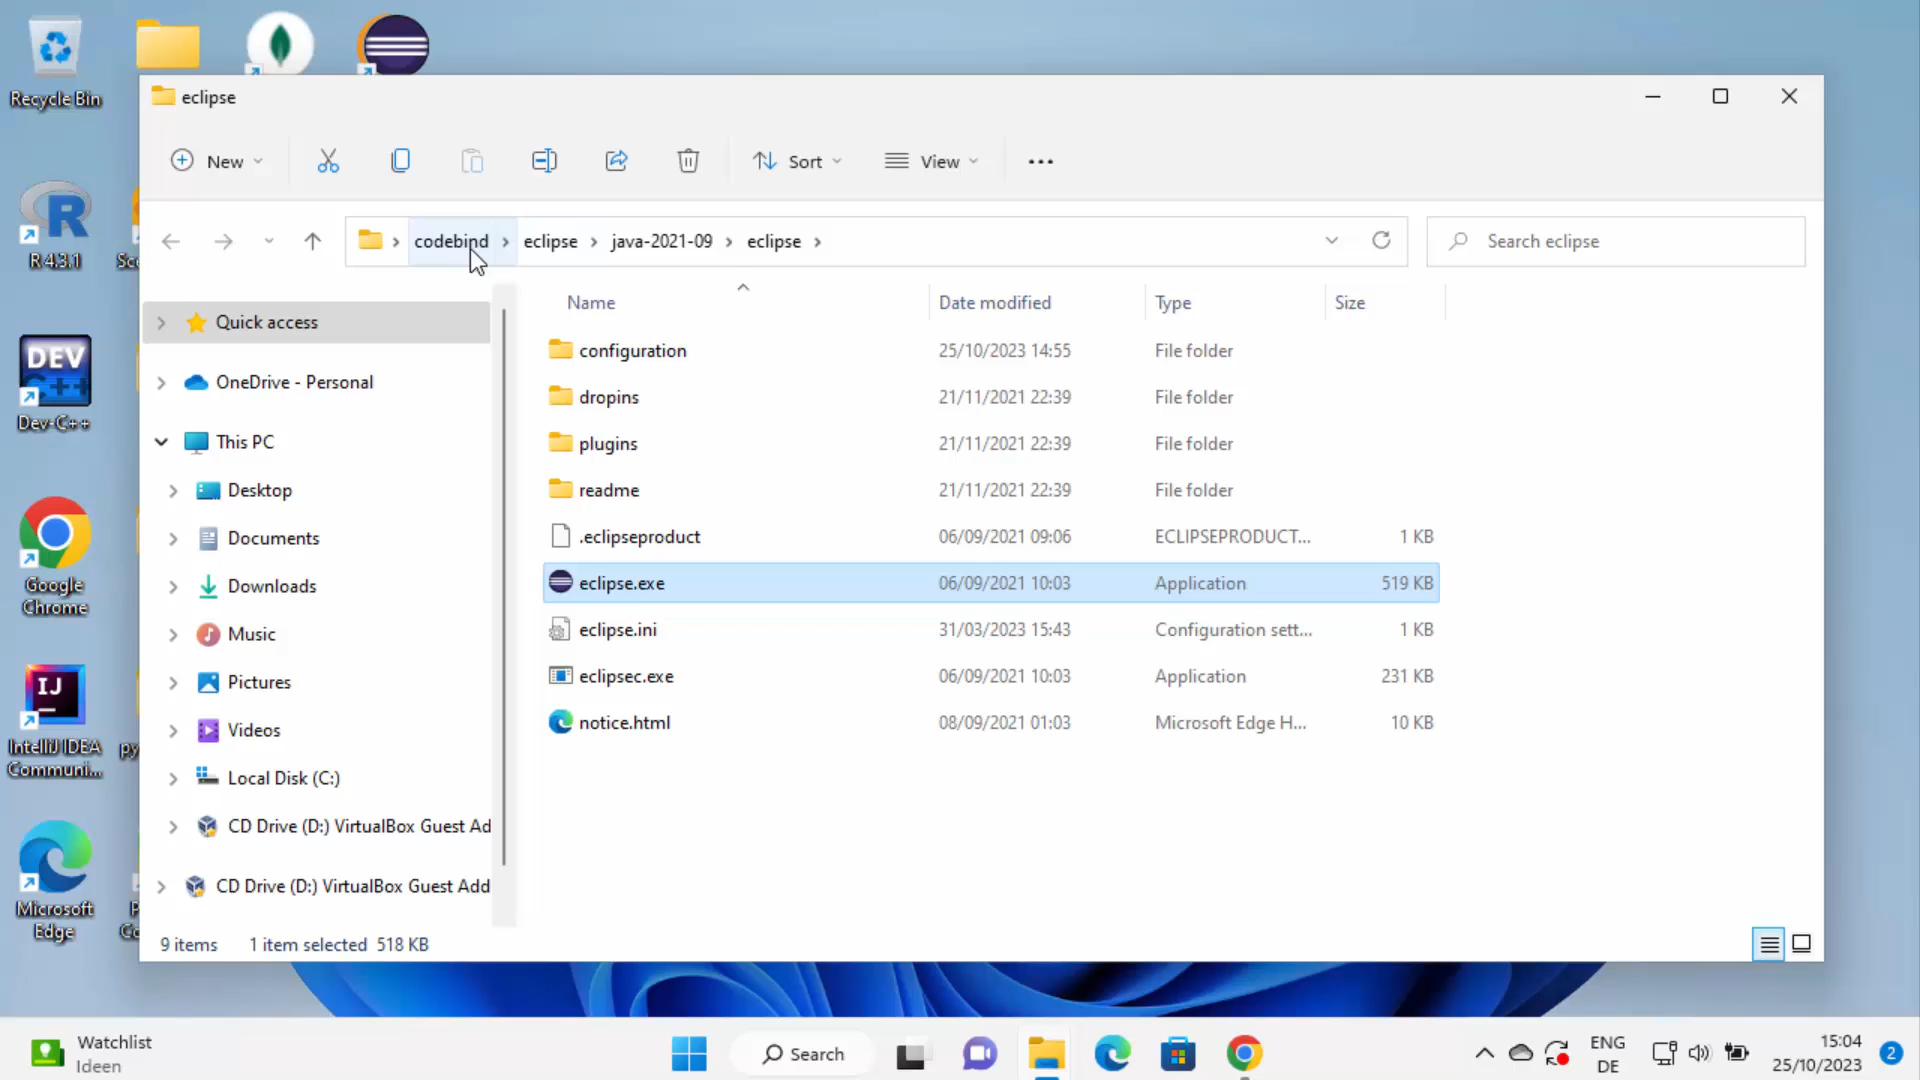 Recycle Bin
eclipse
New
Sort
View
codebind
eclipse
java-2021-09
eclipse
Search eclipse
Name
Date modified
Type
Size
Quick access
OneDrive - Personal
This PC
Desktop
Documents
Downloads
Music
Pictures
Videos
Local Disk (C:)
CD Drive (D:) VirtualBox Guest Ad
CD Drive (D:) VirtualBox Guest Add
configuration 25/10/2023 14:55 File folder
dropins 21/11/2021 22:39 File folder
plugins 21/11/2021 22:39 File folder
readme 21/11/2021 22:39 File folder
.eclipseproduct 06/09/2021 09:06 ECLIPSEPRODUCT... 1 KB
eclipse.exe 06/09/2021 10:03 Application 519 KB
eclipse.ini 31/03/2023 15:43 Configuration sett... 1 KB
eclipsec.exe 06/09/2021 10:03 Application 231 KB
notice.html 08/09/2021 01:03 Microsoft Edge H... 10 KB
9 items 1 item selected 518 KB
R
R 4.3.1
DEV
C++
Dev-C++
Google
Chrome
IJ
IntelliJ IDEA
Communi...
py
Microsoft
Edge
Watchlist
Ideen
Search
ENG
DE
15:04
25/10/2023
2